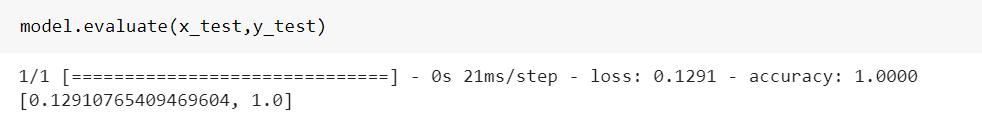 model.evaluate(x_test,y_test)
1/1 [==============================] - 0s 21ms/step - loss: 0.1291 - accuracy: 1.0000
[0.12910765409469604, 1.0]